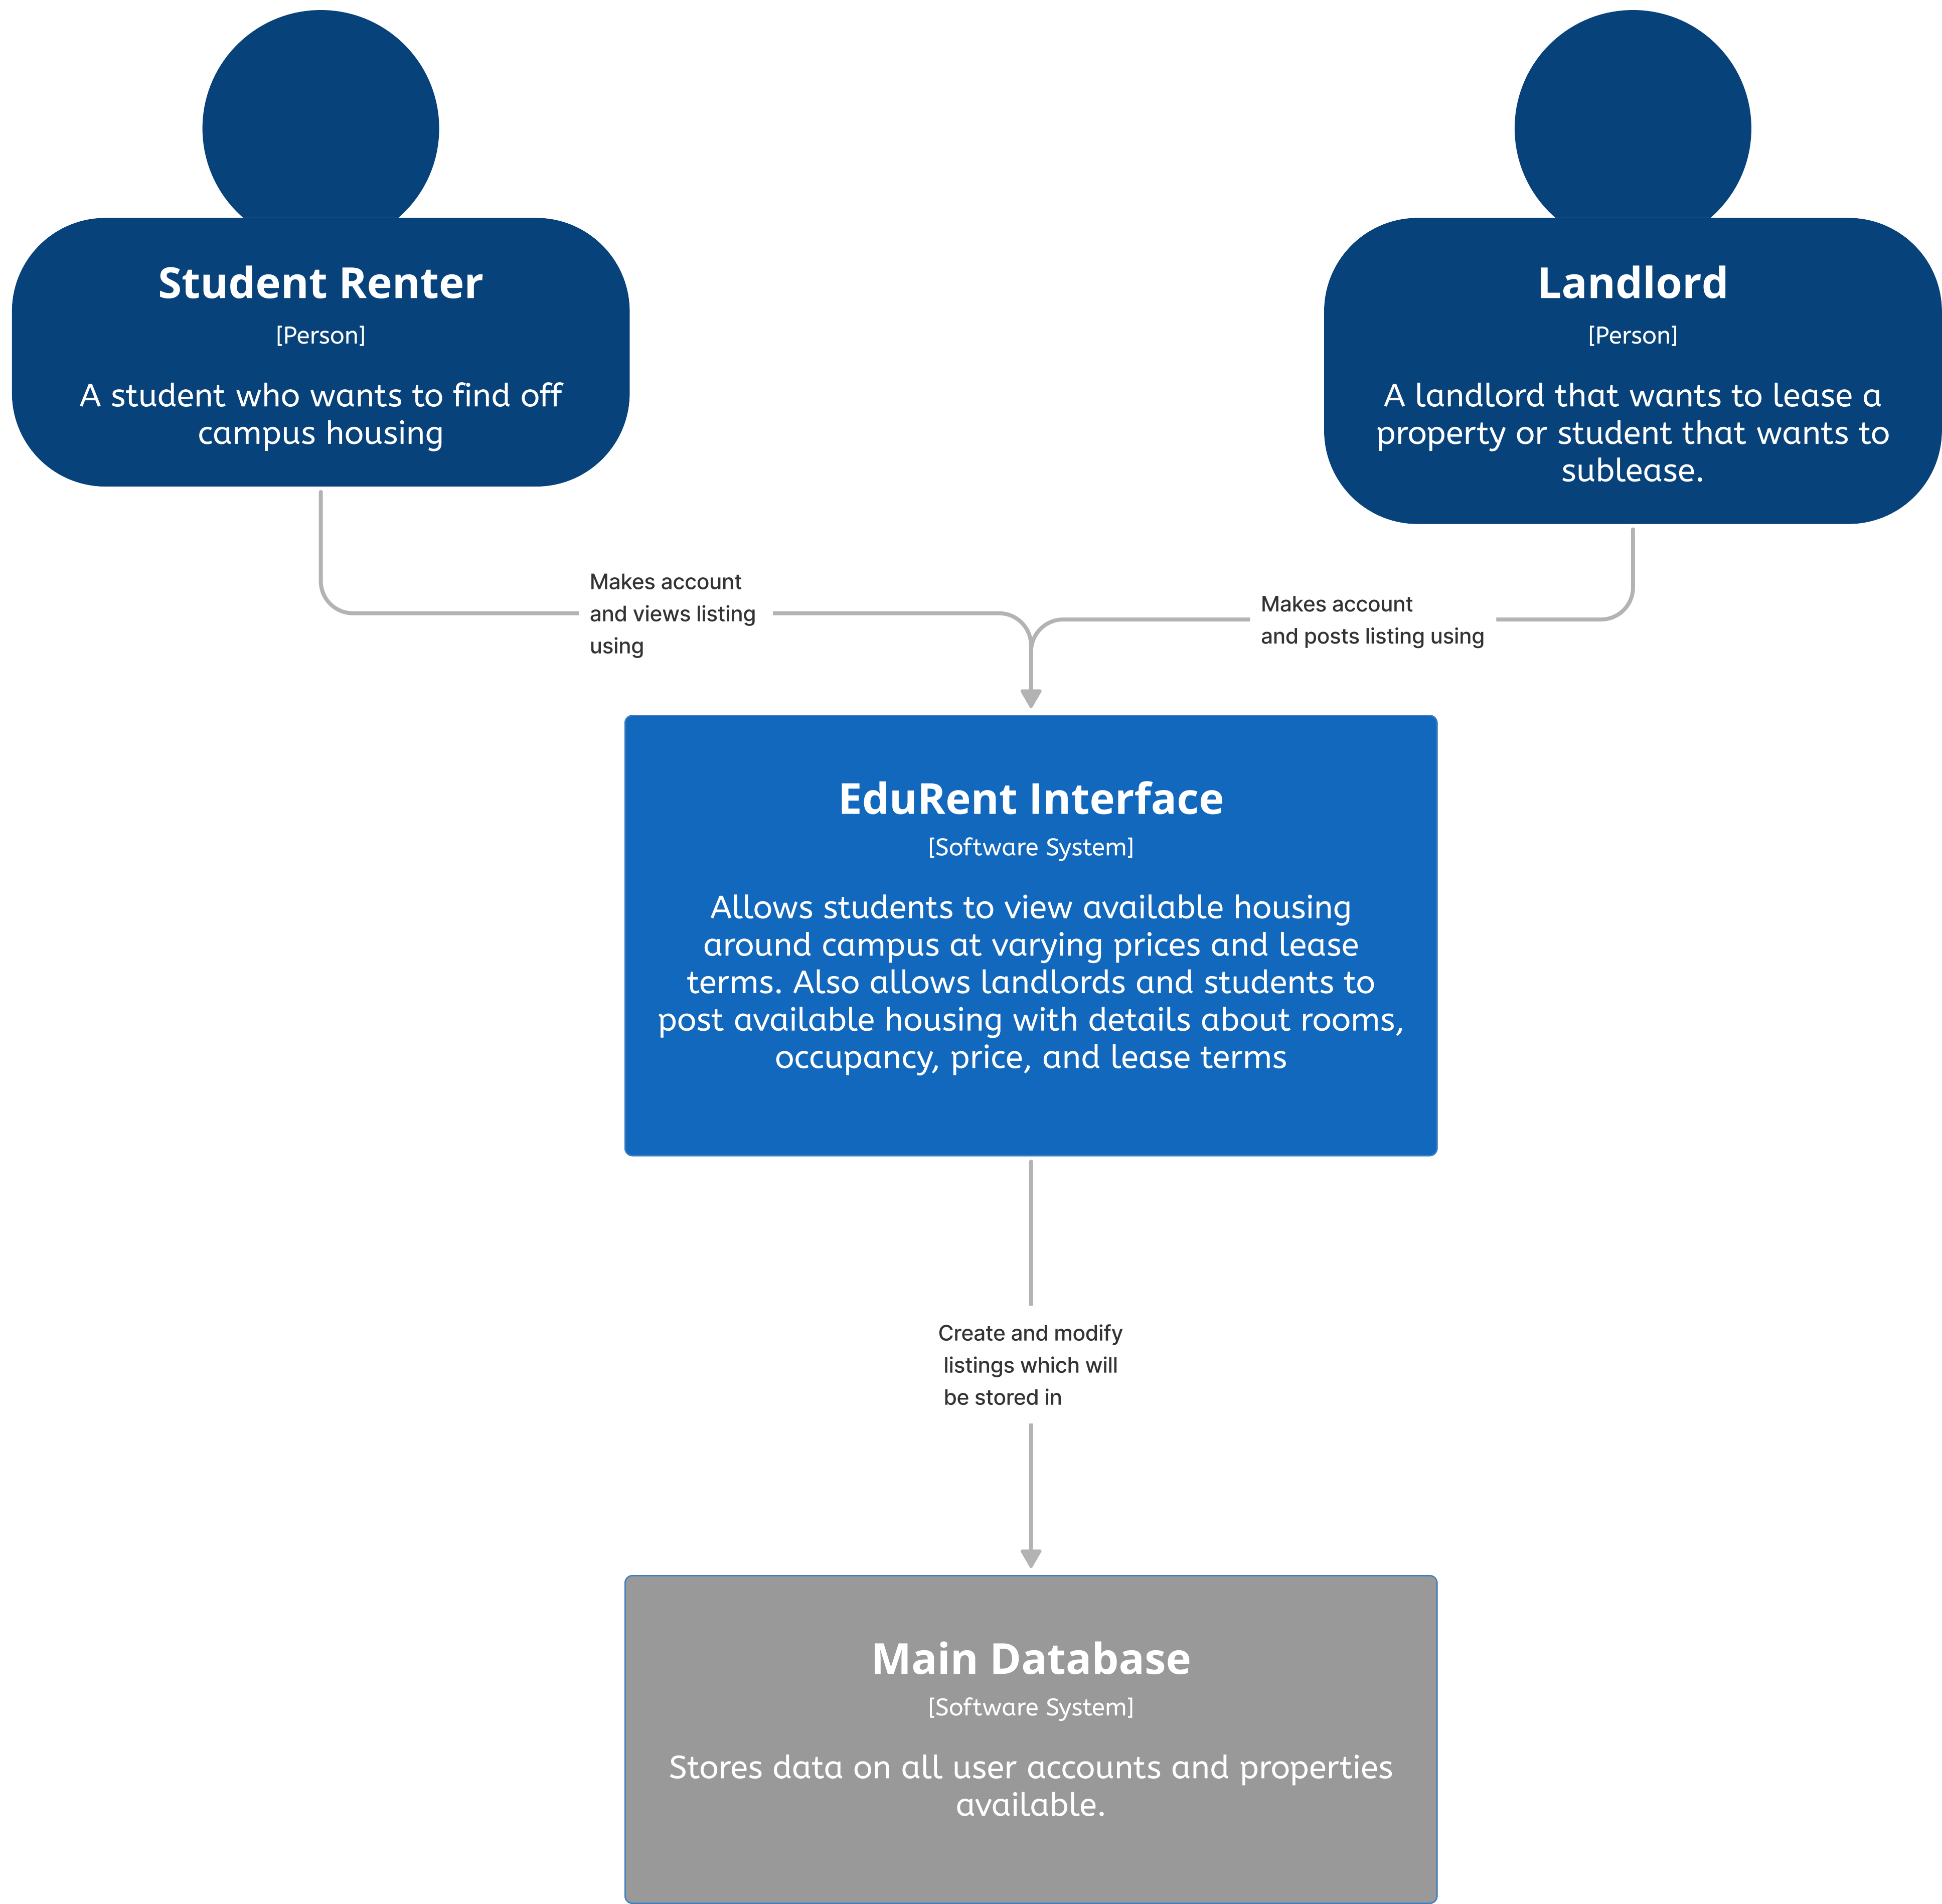 Student Renter
[Person]
A student who wants to find off
campus housing
Landlord
[Person]
A landlord that wants to lease a
property or student that wants to
sublease.
Makes account
and views listing
using
Makes account
and posts listing using
EduRent Interface
[Software System]
Allows students to view available housing
around campus at varying prices and lease
terms. Also allows landlords and students to
post available housing with details about rooms,
occupancy, price, and lease terms
Create and modify
listings which will
be stored in
Main Database
[Software System]
Stores data on all user accounts and properties
available.